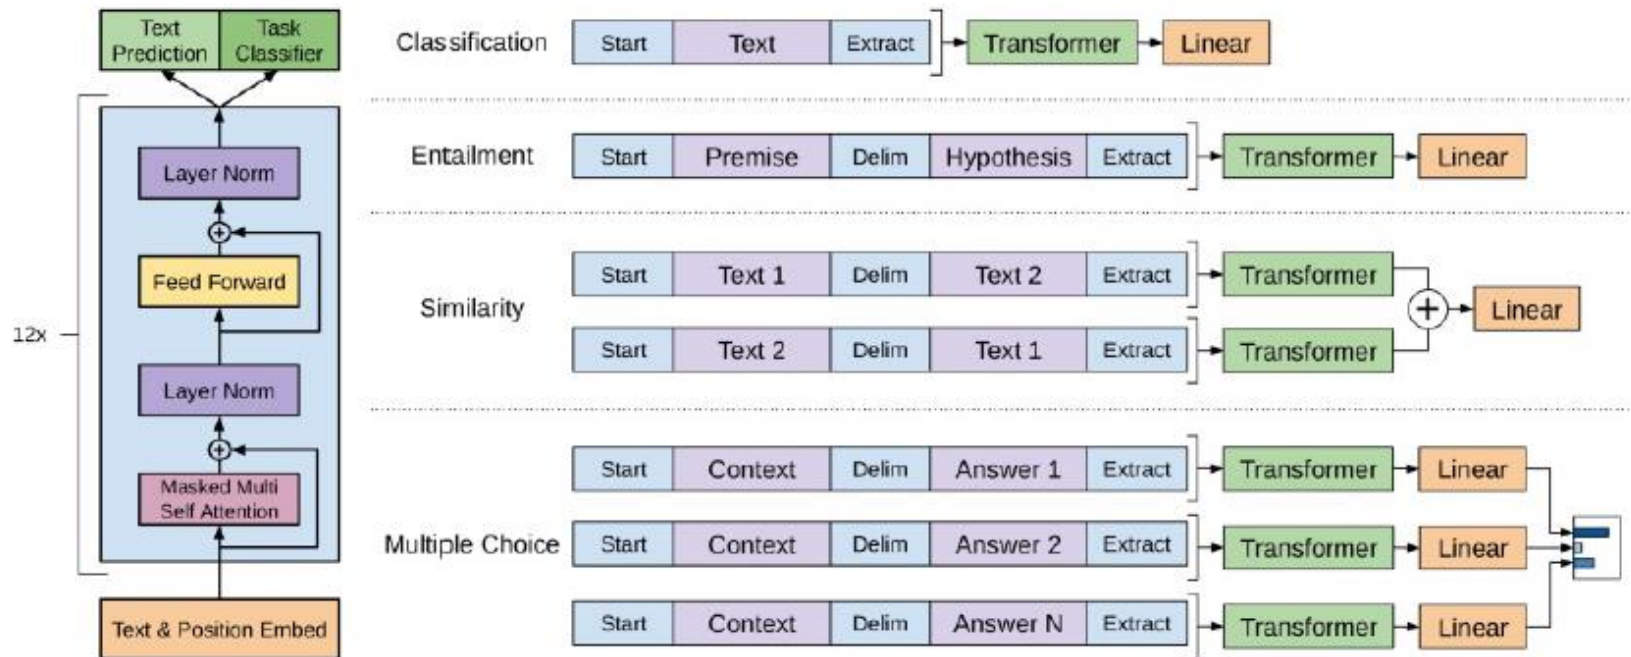 Text Prediction
Task Classifier
12x
Layer Norm
Feed Forward
Layer Norm
Masked Multi
Self Attention
Text & Position Embed
Classification
Start Text Extract Transformer Linear
Entailment
Start Premise Delim Hypothesis Extract Transformer Linear
Similarity
Start Text 1 Delim Text 2 Extract Transformer
Start Text 2 Delim Text 1 Extract Transformer
Linear
Multiple Choice
Start Context Delim Answer 1 Extract Transformer Linear
Start Context Delim Answer 2 Extract Transformer Linear
Start Context Delim Answer N Extract Transformer Linear